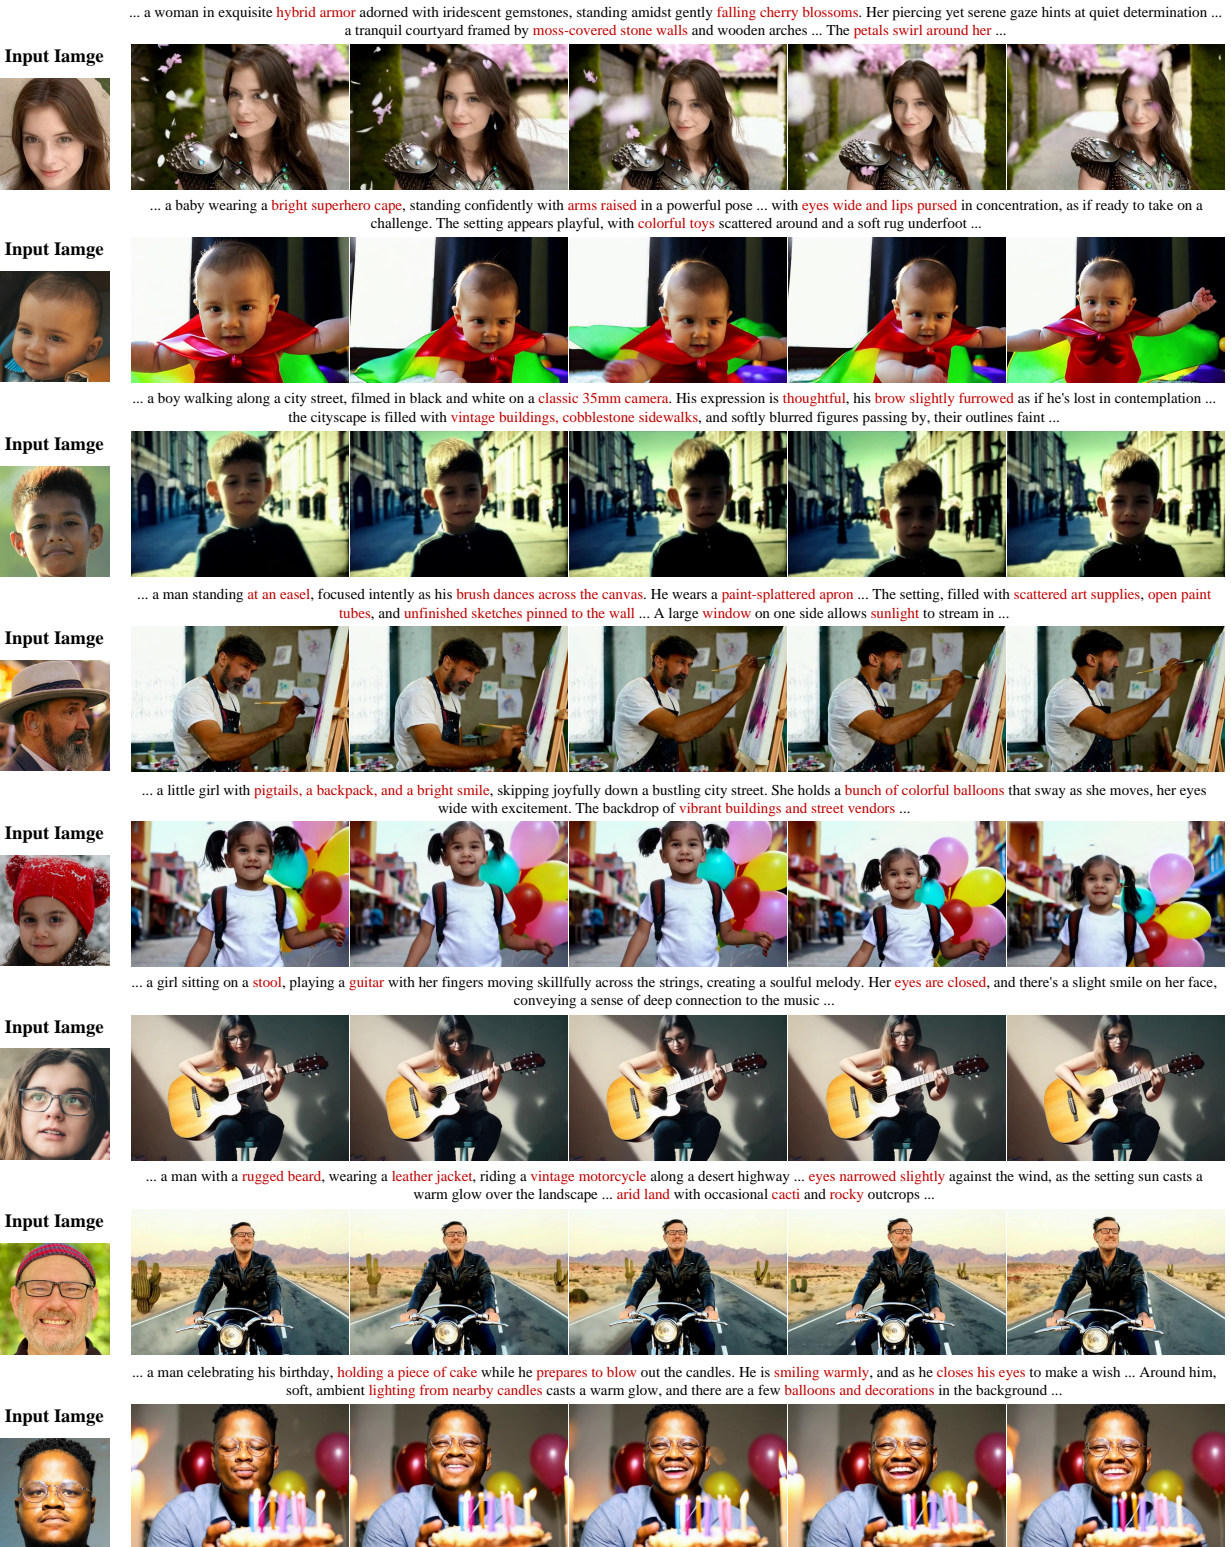 ... a woman in exquisite hybrid armor adorned with iridescent gemstones, standing amidst gently falling cherry blossoms. Her piercing yet serene gaze hints at quiet determination ...
a tranquil courtyard framed by moss-covered stone walls and wooden arches ... The petals swirl around her ...
Input Iamge
... a baby wearing a bright superhero cape, standing confidently with arms raised in a powerful pose ... with eyes wide and lips pursed in concentration, as if ready to take on a
challenge. The setting appears playful, with colorful toys scattered around and a soft rug underfoot ...
Input Iamge
... a boy walking along a city street, filmed in black and white on a classic 35mm camera. His expression is thoughtful, his brow slightly furrowed as if he's lost in contemplation ...
the cityscape is filled with vintage buildings, cobblestone sidewalks, and softly blurred figures passing by, their outlines faint ...
Input Iamge
... a man standing at an easel, focused intently as his brush dances across the canvas. He wears a paint-splattered apron ... The setting, filled with scattered art supplies, open paint
tubes, and unfinished sketches pinned to the wall ... A large window on one side allows sunlight to stream in ...
Input Iamge
... a little girl with pigtails, a backpack, and a bright smile, skipping joyfully down a bustling city street. She holds a bunch of colorful balloons that sway as she moves, her eyes
wide with excitement. The backdrop of vibrant buildings and street vendors ...
Input Iamge
... a girl sitting on a stool, playing a guitar with her fingers moving skillfully across the strings, creating a soulful melody. Her eyes are closed, and there's a slight smile on her face,
conveying a sense of deep connection to the music ...
Input Iamge
... a man with a rugged beard, wearing a leather jacket, riding a vintage motorcycle along a desert highway ... eyes narrowed slightly against the wind, as the setting sun casts a
warm glow over the landscape ... arid land with occasional cacti and rocky outcrops ...
Input Iamge
... a man celebrating his birthday, holding a piece of cake while he prepares to blow out the candles. He is smiling warmly, and as he closes his eyes to make a wish ... Around him,
soft, ambient lighting from nearby candles casts a warm glow, and there are a few balloons and decorations in the background ...
Input Iamge